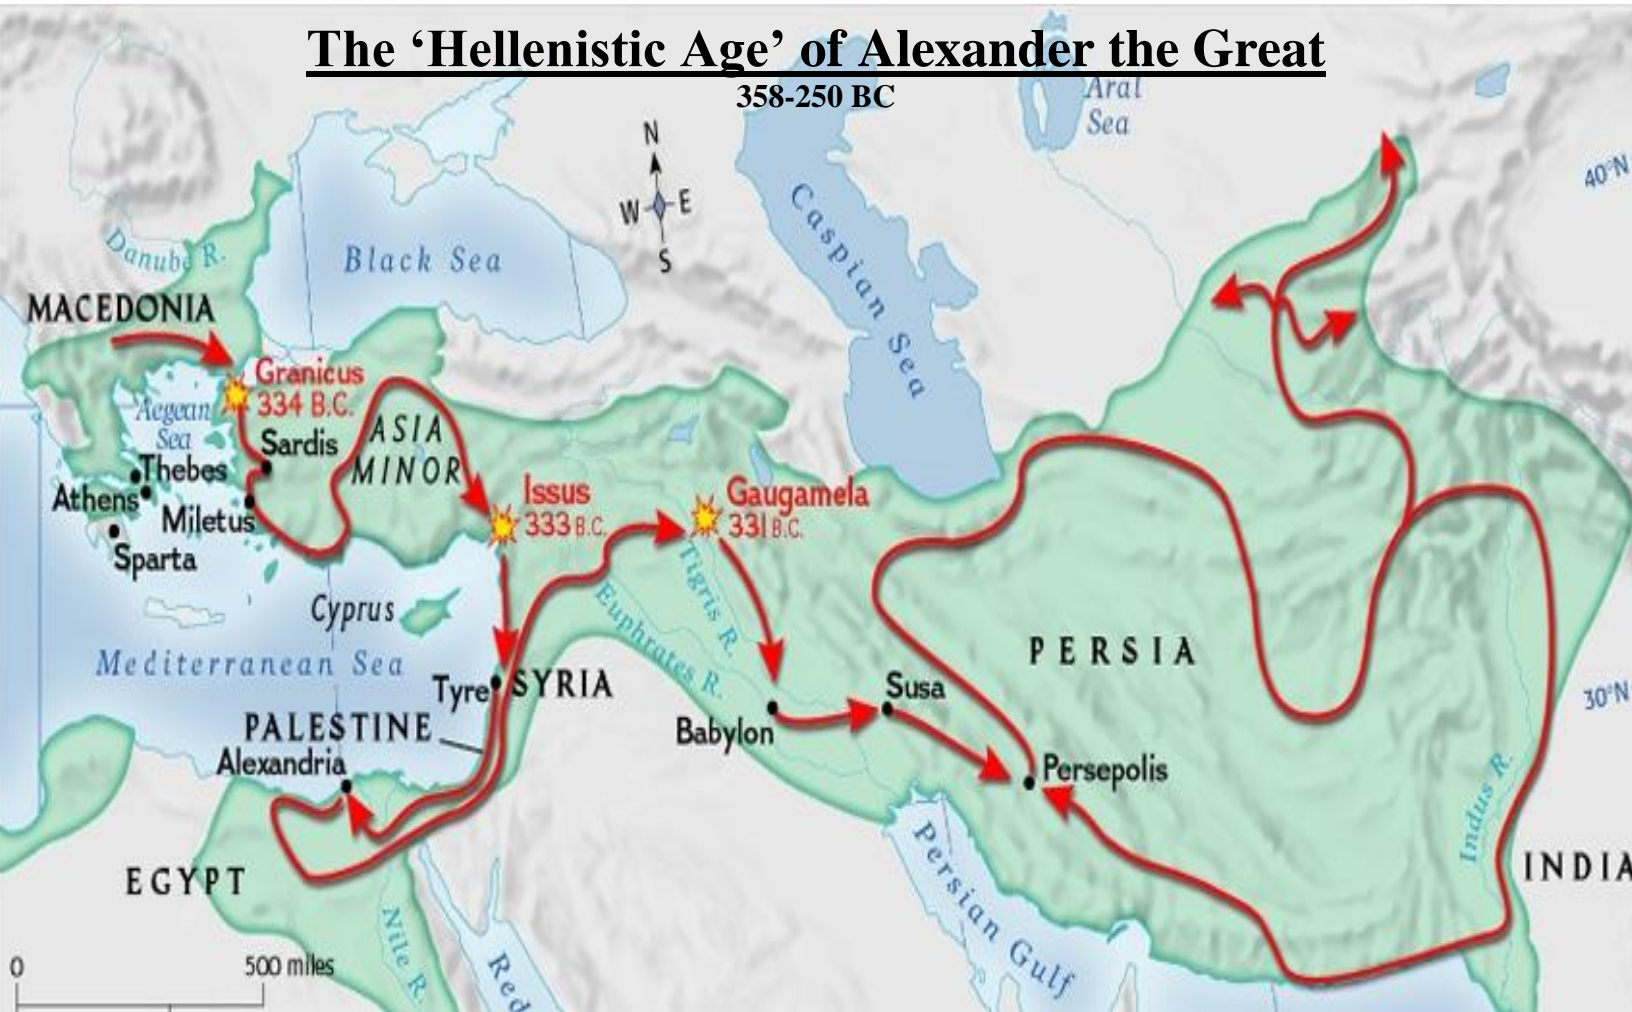 The ‘Hellenistic Age’ of Alexander the Great
358-250 BC
Aral
Sea
N
W E
S
40°N
Caspian Sea
Black Sea
Danube R.
MACEDONIA
Granicus
334 B.C.
Aegean
Sea
Sardis
ASIA
MINOR
Thebes
Athens
Miletus
Sparta
Issus
333 B.C.
Gaugamela
331 B.C.
Tigris R.
Euphrates R.
Cyprus
Mediterranean Sea
PERSIA
Tyre
SYRIA
Susa
30°N
PALESTINE
Babylon
Alexandria
Persepolis
Indus R.
EGYPT
INDIA
Persian Gulf
Nile R.
Red
0 500 miles